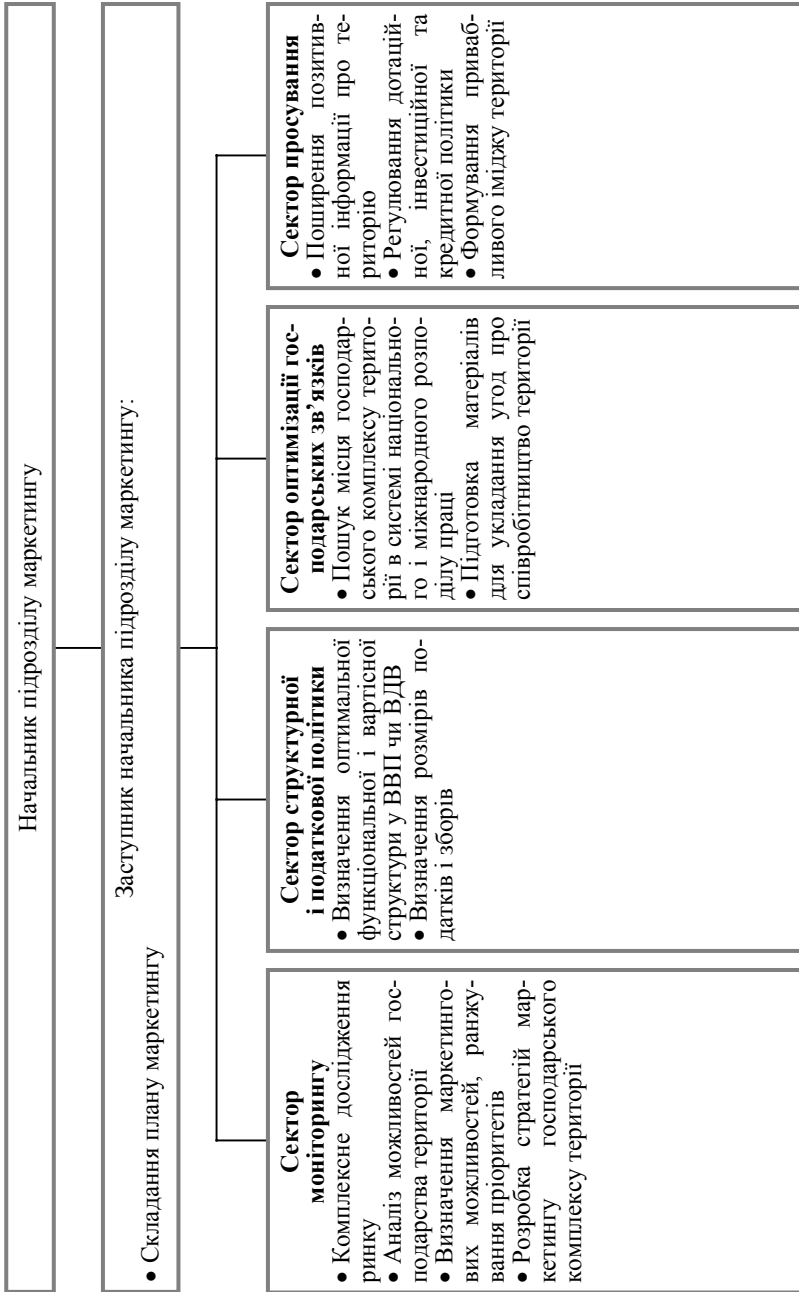 Начальник підрозділу маркетингу
Заступник начальника підрозділу маркетингу:
● Складання плану маркетингу
Сектор
моніторингу
● Комплексне дослідження
ринку
● Аналіз можливостей гос-
подарства території
● Визначення маркетинго-
вих можливостей, ранжу-
вання пріоритетів
● Розробка стратегій мар-
кетингу господарського
комплексу території
Сектор структурної
і податкової політики
● Визначення оптимальної
функціональної і вартісної
структури у ВВП чи ВДВ
● Визначення розмірів по-
датків і зборів
Сектор оптимізації гос-
подарських зв’язків
● Пошук місця господар-
ського комплексу терито-
рії в системі національно-
го і міжнародного розпо-
ділу праці
● Підготовка матеріалів
для укладання угод про
співробітництво території
Сектор просування
● Поширення позитив-
ної інформації про те-
риторію
● Регулювання дотацій-
ної, інвестиційної та
кредитної політики
● Формування приваб-
ливого іміджу території